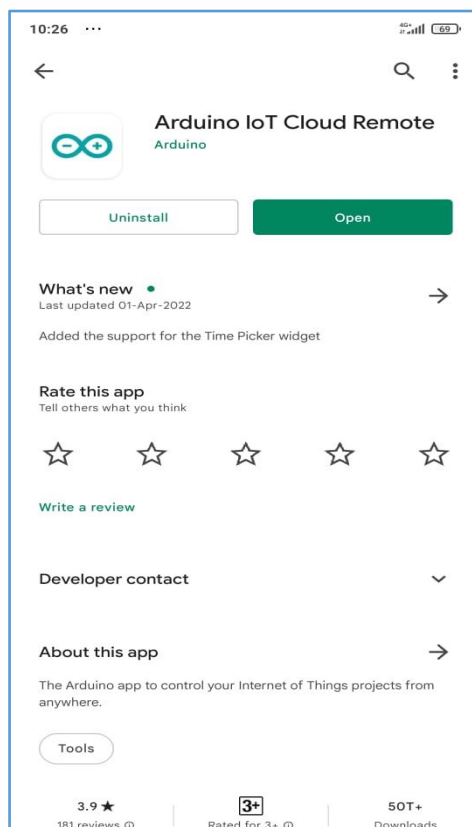 10:26 ...
4G+ 69
Arduino IoT Cloud Remote
Arduino
Uninstall
Open
What's new
Last updated 01-Apr-2022
Added the support for the Time Picker widget
Rate this app
Tell others what you think
Write a review
Developer contact
About this app
The Arduino app to control your Internet of Things projects from
anywhere.
Tools
3.9 ★ 3+ 50T+
181 reviews Rated for 3+ Downloads